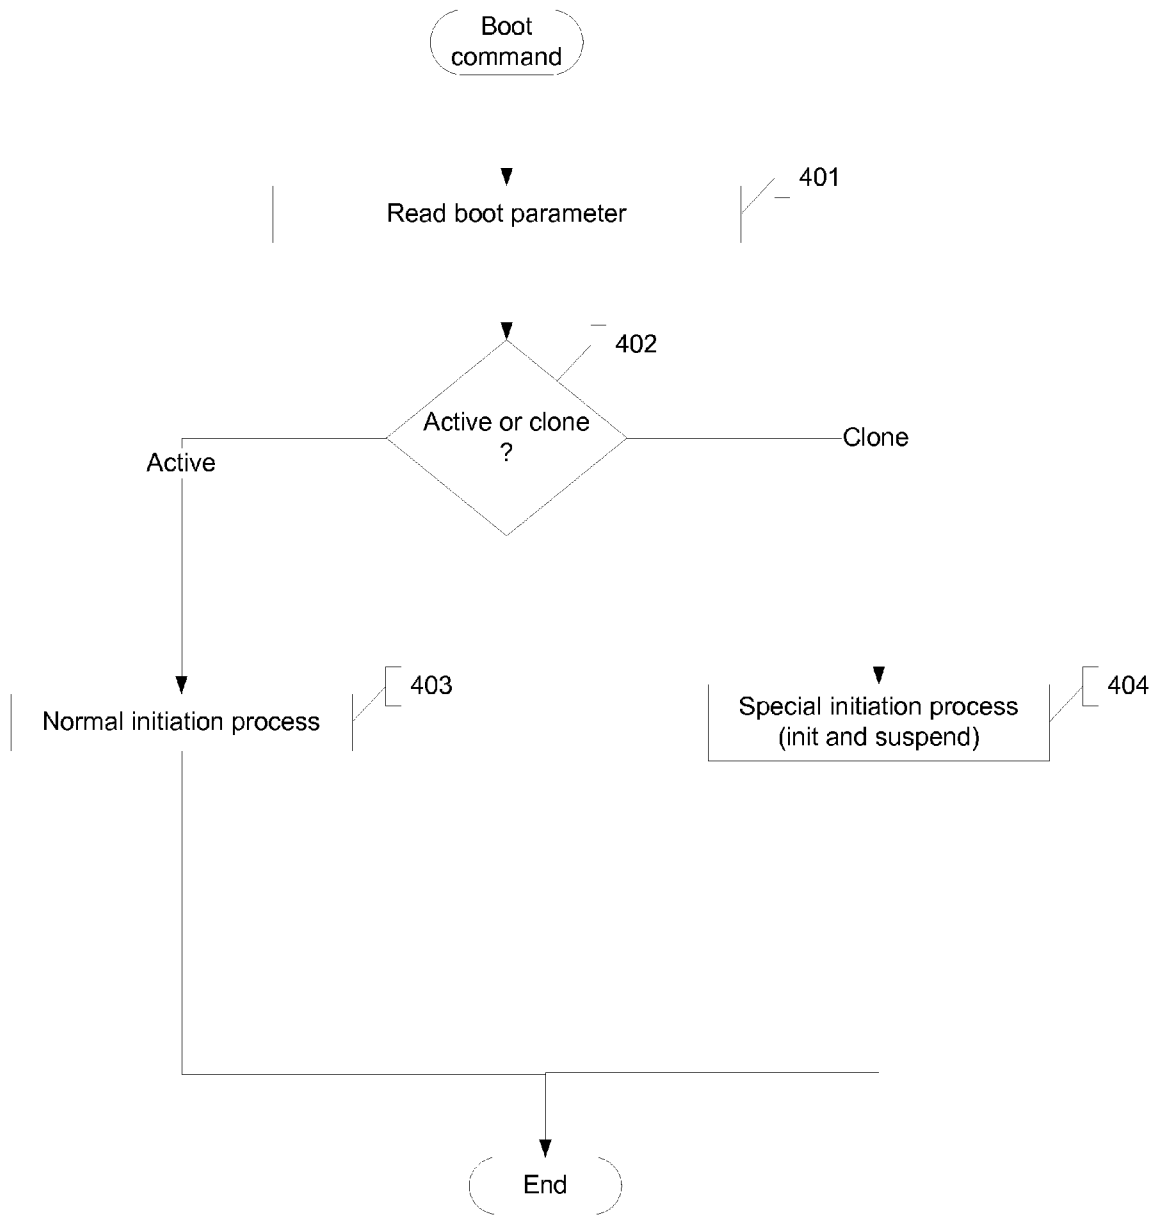 Boot
command
401
Read boot parameter
402
Active or clone
?
Clone
Active
403
Normal initiation process
404
Special initiation process
(init and suspend)
End